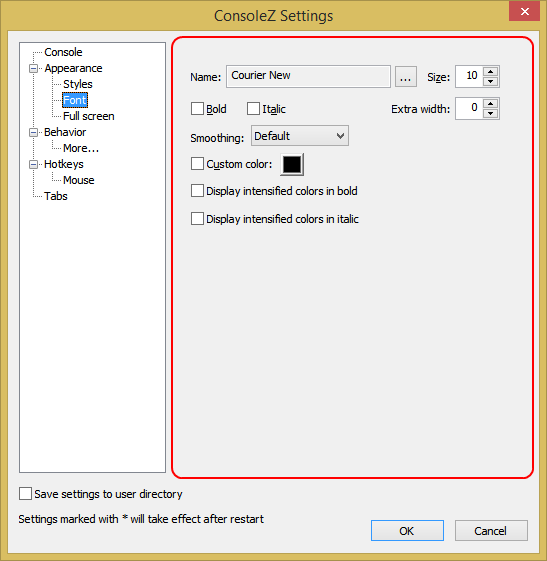 ConsoleZ Settings
Console
Appearance
Styles
Font
Full screen
Behavior
More...
Hotkeys
Mouse
Tabs
Name: Courier New ... Size: 10
Bold Italic Extra width: 0
Smoothing: Default
Custom color:
Display intensified colors in bold
Display intensified colors in italic
Save settings to user directory
Settings marked with * will take effect after restart
OK Cancel